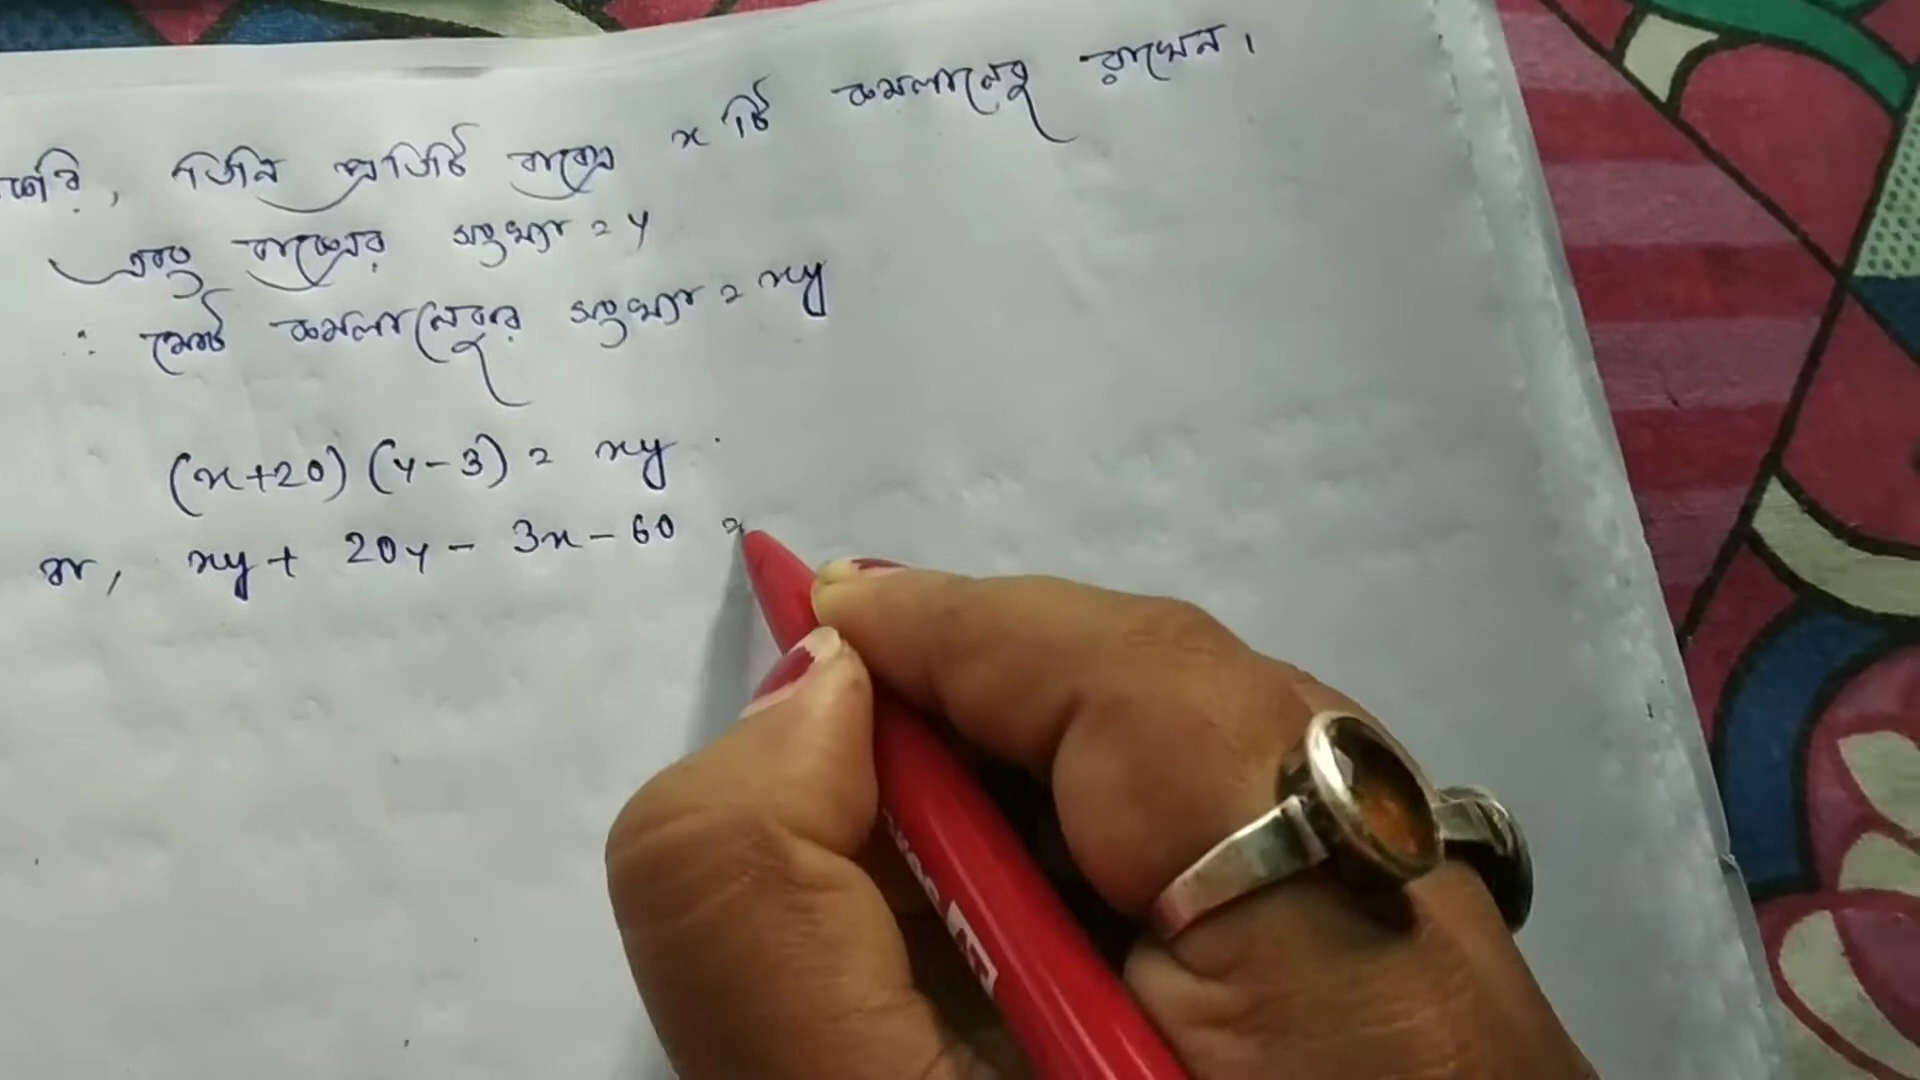 ধরি, তিনি প্রতিটি বাক্সে x টি কমলালেবু রাখেন।
এবং বাক্সের সংখ্যা = y
∴ মোট কমলালেবুর সংখ্যা = xy
(x+20) (y-3) = xy
বা, xy + 20y - 3x - 60 =